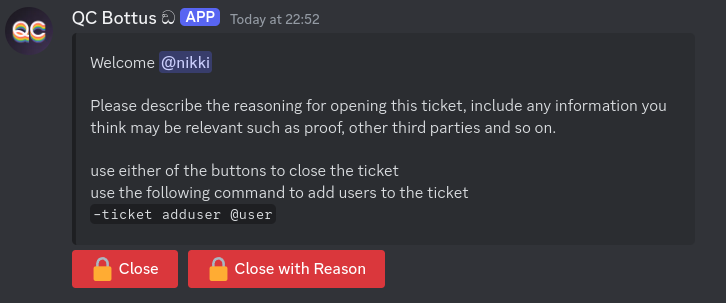 QC
QC Bottus ඞ APP Today at 22:52
Welcome @nikki
Please describe the reasoning for opening this ticket, include any information you
think may be relevant such as proof, other third parties and so on.
use either of the buttons to close the ticket
use the following command to add users to the ticket
-ticket adduser @user
Close
Close with Reason